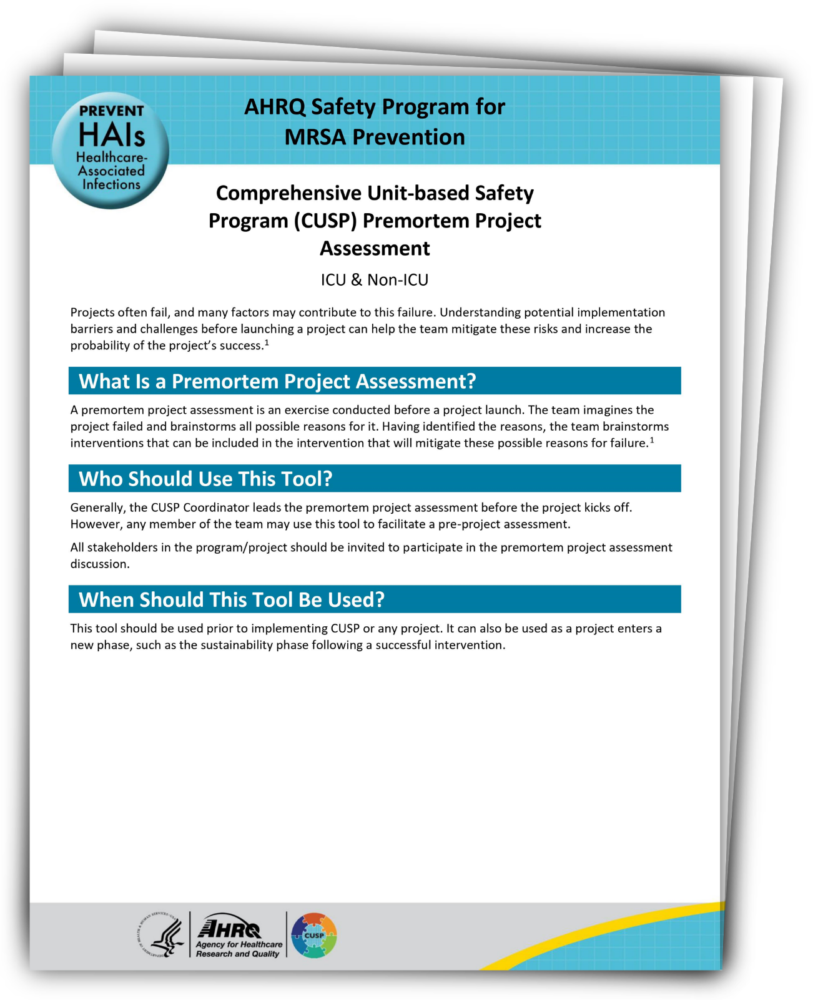 PREVENT
HAIs
Healthcare-
Associated
Infections
AHRQ Safety Program for
MRSA Prevention
Comprehensive Unit-based Safety
Program (CUSP) Premortem Project
Assessment
ICU & Non-ICU
Projects often fail, and many factors may contribute to this failure. Understanding potential implementation
barriers and challenges before launching a project can help the team mitigate these risks and increase the
probability of the project’s success.¹
What Is a Premortem Project Assessment?
A premortem project assessment is an exercise conducted before a project launch. The team imagines the
project failed and brainstorms all possible reasons for it. Having identified the reasons, the team brainstorms
interventions that can be included in the intervention that will mitigate these possible reasons for failure.¹
Who Should Use This Tool?
Generally, the CUSP Coordinator leads the premortem project assessment before the project kicks off.
However, any member of the team may use this tool to facilitate a pre-project assessment.
All stakeholders in the program/project should be invited to participate in the premortem project assessment
discussion.
When Should This Tool Be Used?
This tool should be used prior to implementing CUSP or any project. It can also be used as a project enters a
new phase, such as the sustainability phase following a successful intervention.
DEPARTMENT OF HEALTH & HUMAN SERVICES • USA
AHRQ
Agency for Healthcare
Research and Quality
CUSP